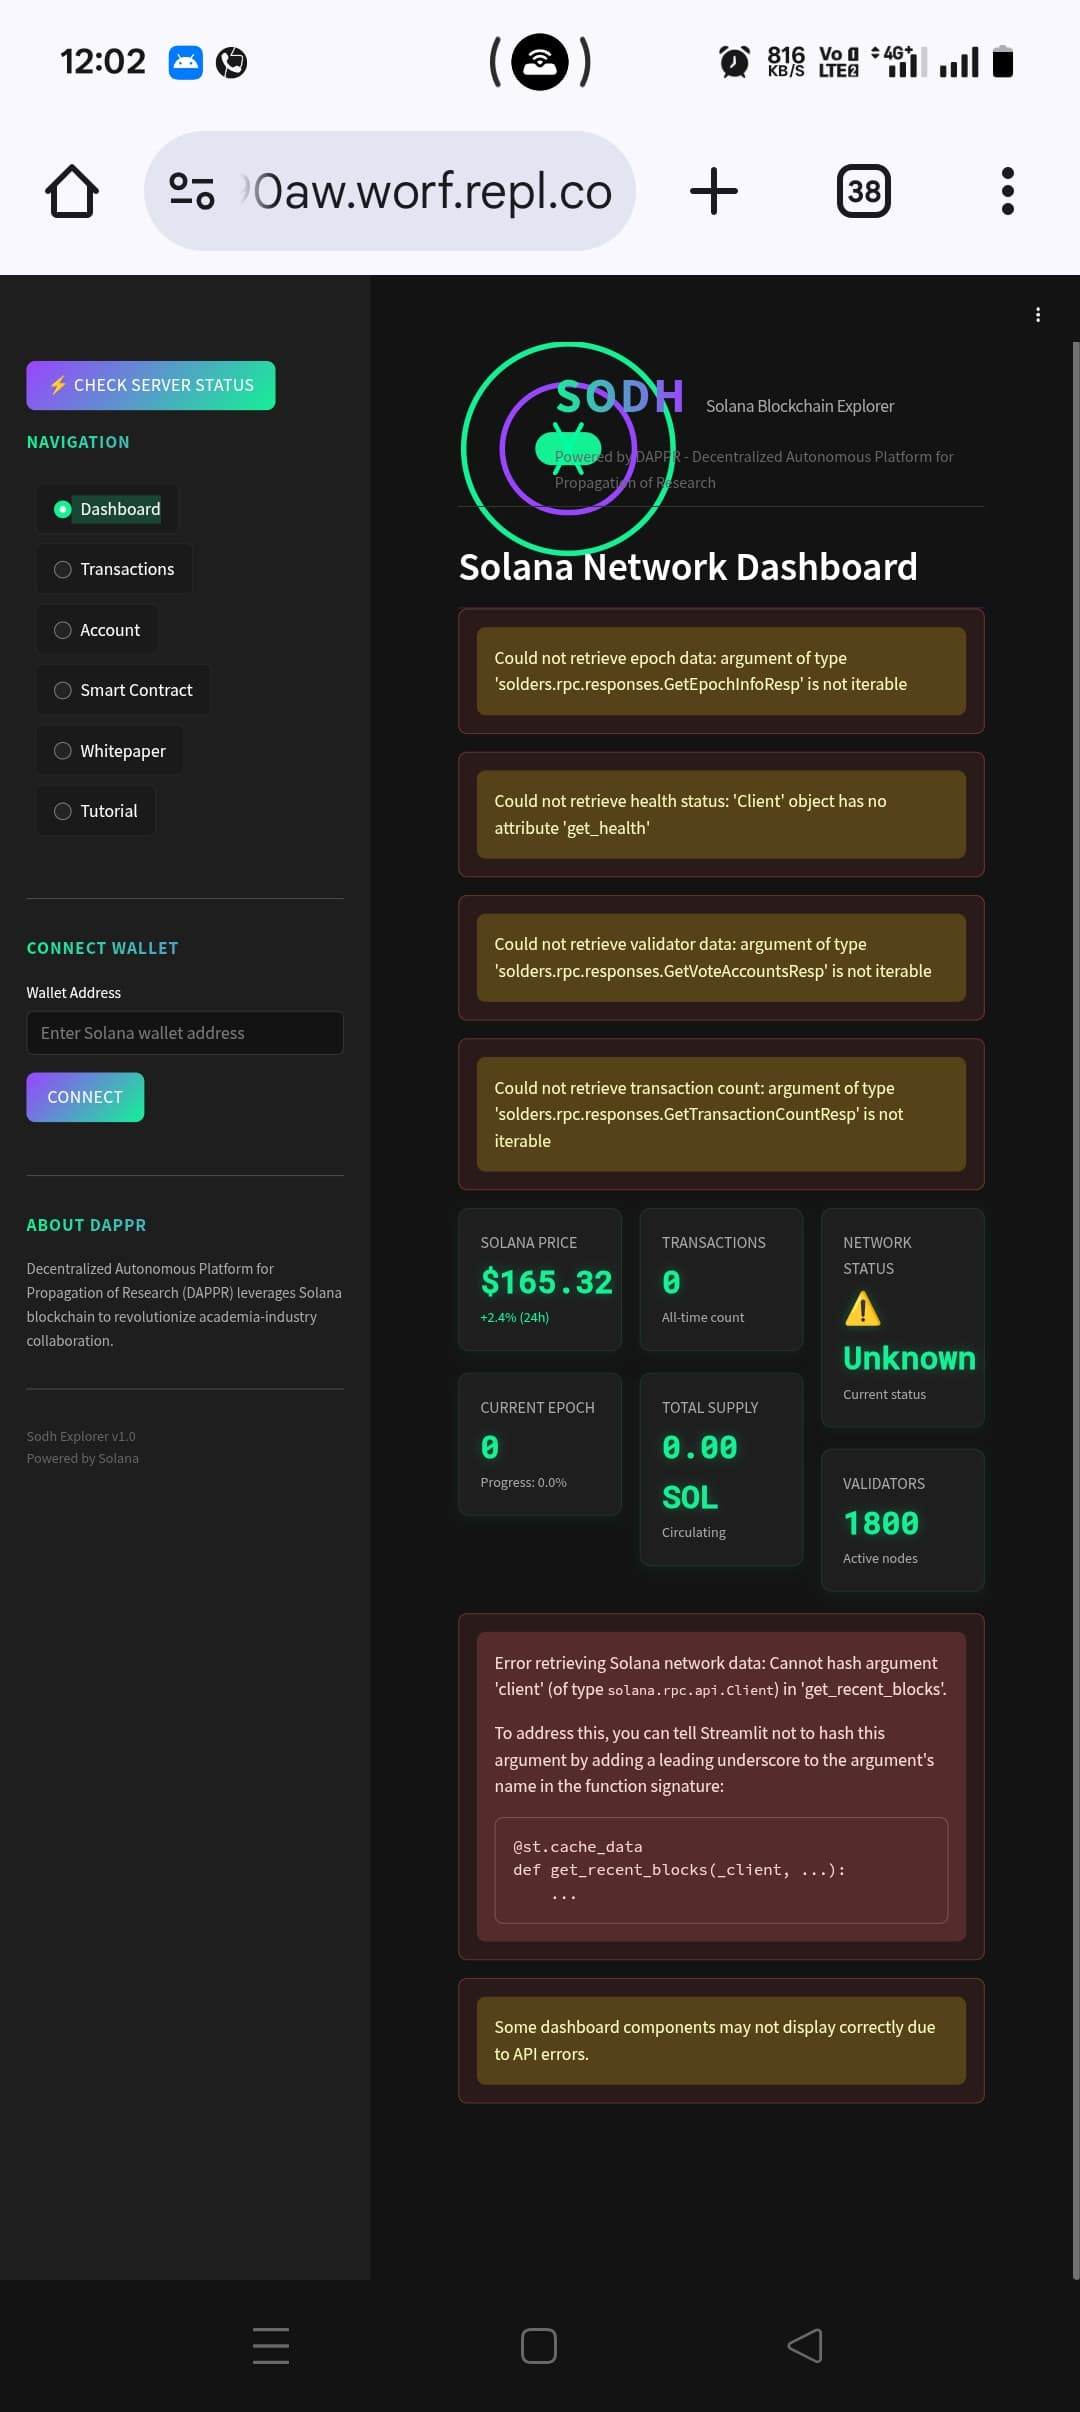 12:02
816
KB/S
Vo
LTE2
4G+
0aw.worf.repl.co
38
⚡ CHECK SERVER STATUS
NAVIGATION
Dashboard
Transactions
Account
Smart Contract
Whitepaper
Tutorial
CONNECT WALLET
Wallet Address
Enter Solana wallet address
CONNECT
ABOUT DAPPR
Decentralized Autonomous Platform for
Propagation of Research (DAPPR) leverages Solana
blockchain to revolutionize academia-industry
collaboration.
Sodh Explorer v1.0
Powered by Solana
SODH
Solana Blockchain Explorer
Powered by DAPPR - Decentralized Autonomous Platform for
Propagation of Research
Solana Network Dashboard
Could not retrieve epoch data: argument of type
'solders.rpc.responses.GetEpochInfoResp' is not iterable
Could not retrieve health status: 'Client' object has no
attribute 'get_health'
Could not retrieve validator data: argument of type
'solders.rpc.responses.GetVoteAccountsResp' is not iterable
Could not retrieve transaction count: argument of type
'solders.rpc.responses.GetTransactionCountResp' is not
iterable
SOLANA PRICE
$165.32
+2.4% (24h)
TRANSACTIONS
0
All-time count
NETWORK
STATUS
⚠️
Unknown
Current status
CURRENT EPOCH
0
Progress: 0.0%
TOTAL SUPPLY
0.00
SOL
Circulating
VALIDATORS
1800
Active nodes
Error retrieving Solana network data: Cannot hash argument
'client' (of type solana.rpc.api.Client) in 'get_recent_blocks'.
To address this, you can tell Streamlit not to hash this
argument by adding a leading underscore to the argument's
name in the function signature:
@st.cache_data
def get_recent_blocks(_client, ...):
    ...
Some dashboard components may not display correctly due
to API errors.